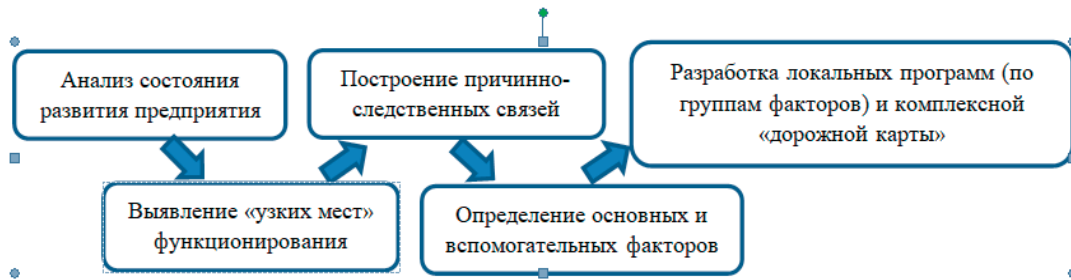 Анализ состояния
развития предприятия
Выявление «узких мест»
функционирования
Построение причинно-
следственных связей
Определение основных и
вспомогательных факторов
Разработка локальных программ (по
группам факторов) и комплексной
«дорожной карты»